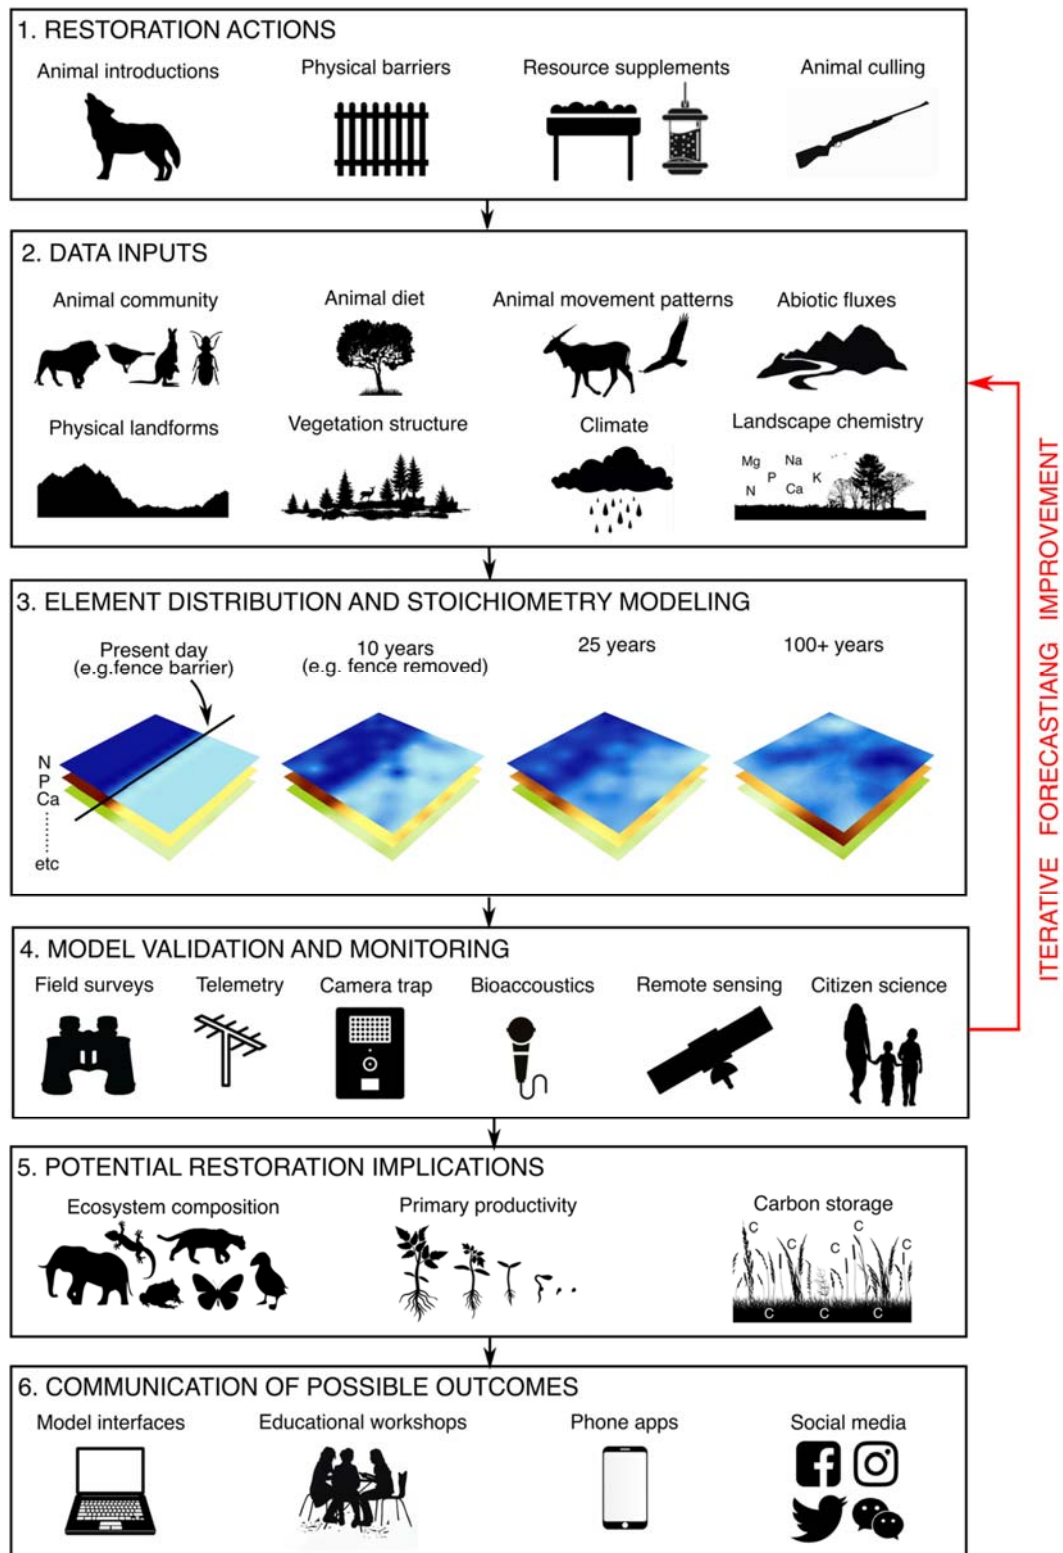 1. RESTORATION ACTIONS
Animal introductions
Physical barriers
Resource supplements
Animal culling
2. DATA INPUTS
Animal community
Animal diet
Animal movement patterns
Abiotic fluxes
Physical landforms
Vegetation structure
Climate
Landscape chemistry
Mg Na
P K
N Ca
3. ELEMENT DISTRIBUTION AND STOICHIOMETRY MODELING
Present day
(e.g.fence barrier)
10 years
(e.g. fence removed)
25 years
100+ years
N
P
Ca
etc
4. MODEL VALIDATION AND MONITORING
Field surveys
Telemetry
Camera trap
Bioaccoustics
Remote sensing
Citizen science
5. POTENTIAL RESTORATION IMPLICATIONS
Ecosystem composition
Primary productivity
Carbon storage
C C
C C C
C C C
6. COMMUNICATION OF POSSIBLE OUTCOMES
Model interfaces
Educational workshops
Phone apps
Social media
ITERATIVE FORECASTIANG IMPROVEMENT